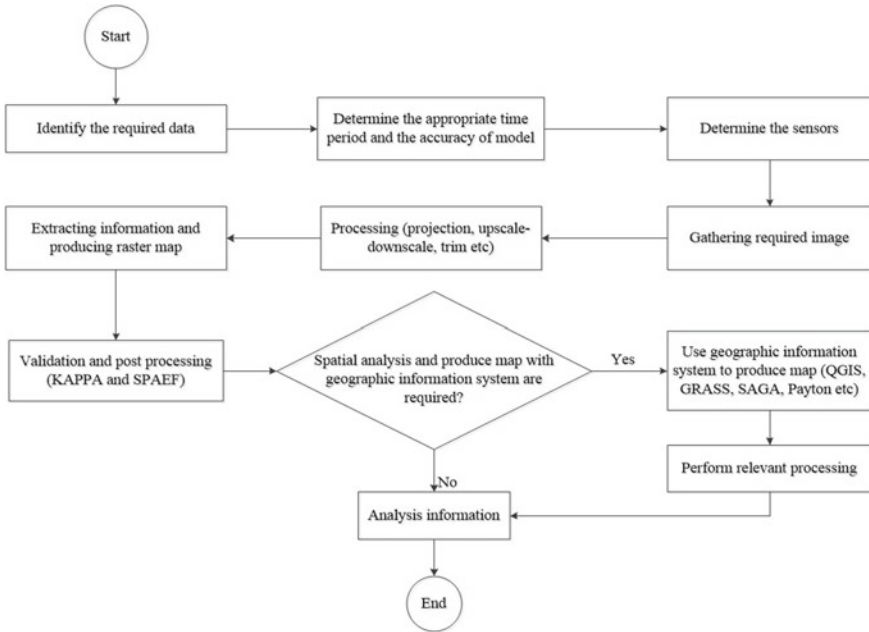 Start
Identify the required data
Determine the appropriate time
period and the accuracy of model
Determine the sensors
Gathering required image
Processing (projection, upscale-
downscale, trim etc)
Extracting information and
producing raster map
Validation and post processing
(KAPPA and SPAEF)
Spatial analysis and produce map with
geographic information system are
required?
Yes
Use geographic information
system to produce map (QGIS,
GRASS, SAGA, Payton etc)
Perform relevant processing
No
Analysis information
End